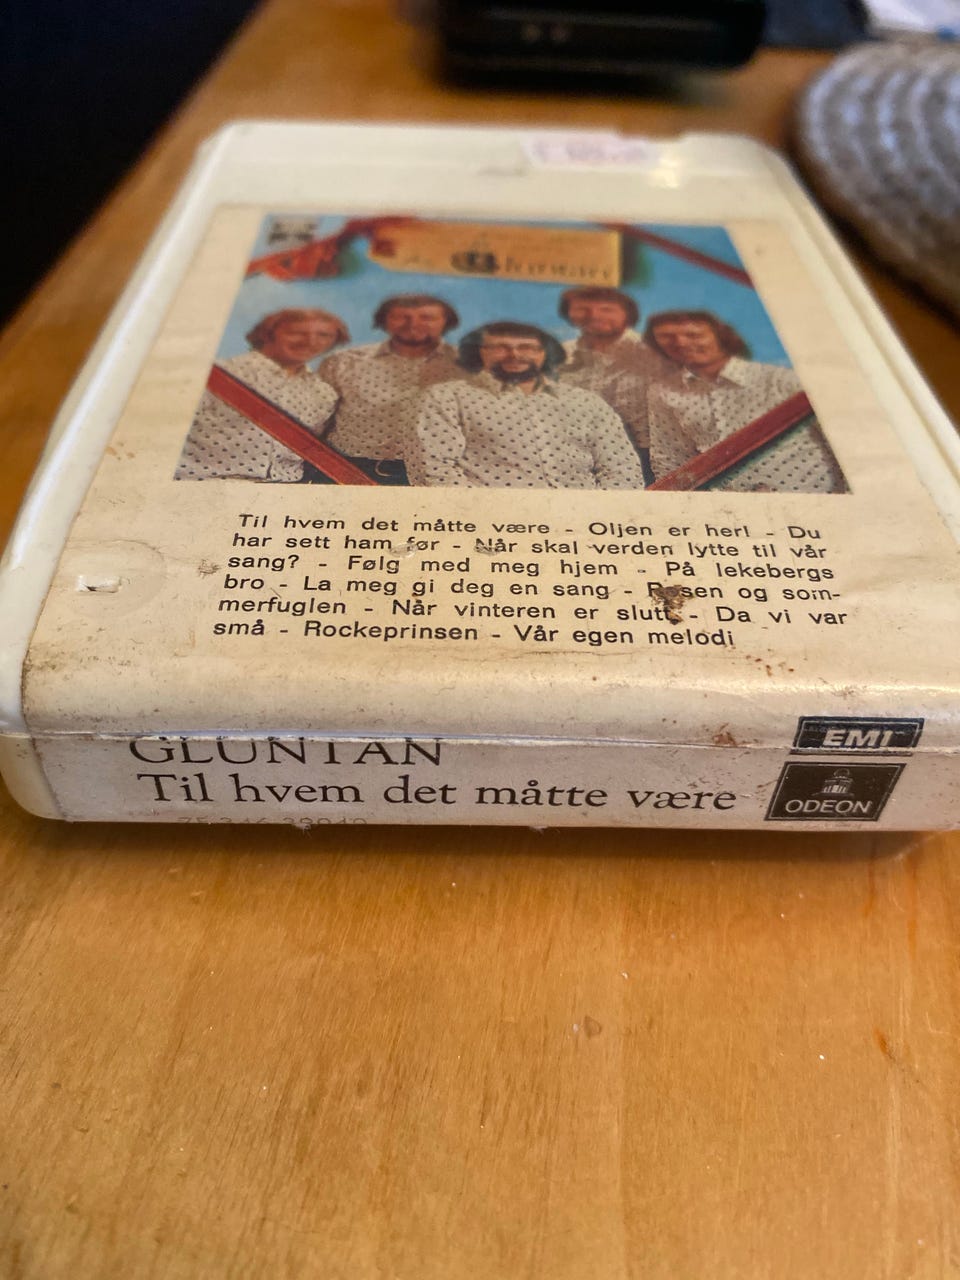 Til hvem det måtte være - Oljen er her! - Du
har sett ham før - Når skal verden lytte til vår
sang? - Følg med meg hjem - På lekebergs
bro - La meg gi deg en sang - Rosen og som-
merfuglen - Når vinteren er slutt - Da vi var
små - Rockeprinsen - Vår egen melodi
EMI
GLUNTAN
Til hvem det måtte være
ODEON